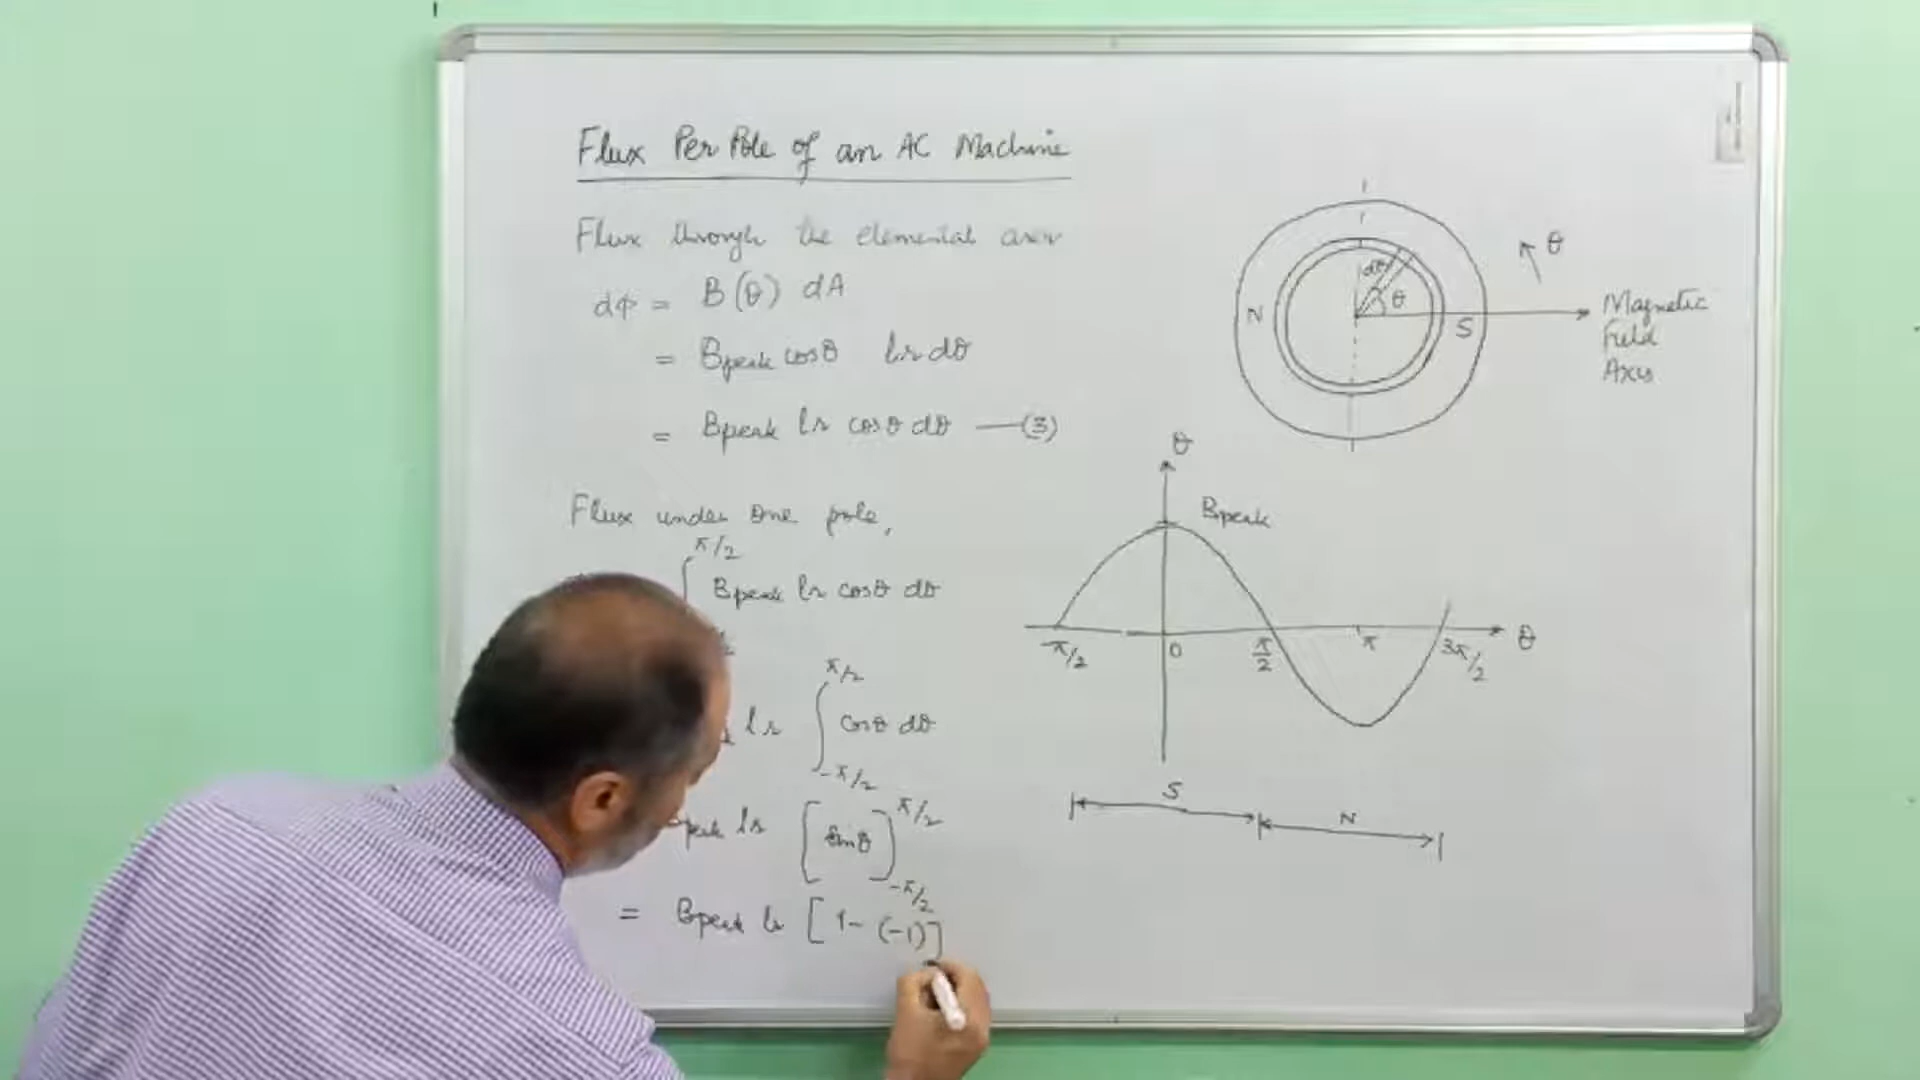 Flux Per Pole of an AC Machine
Flux through the elemental area
dφ = B(θ) dA
= Bpeak cosθ lr dθ
= Bpeak lr cosθ dθ —(3)
Flux under one pole,
π/2
∫ Bpeak lr cosθ dθ
π/2
lr ∫ cosθ dθ
-π/2
peak lr [sinθ] π/2
-π/2
= Bpeak lr [1-(-1)]
dθ
θ
θ
N
S
Magnetic
Field
Axis
θ
Bpeak
-π/2 0 π/2 π 3π/2 θ
S
N